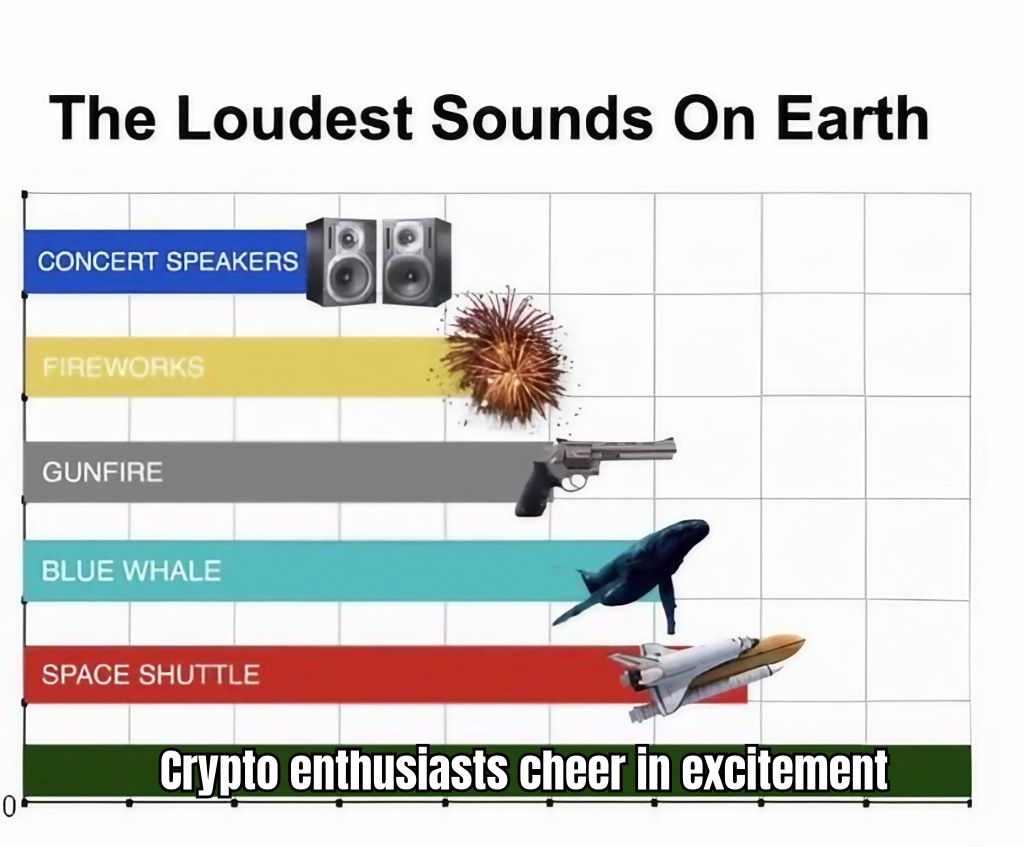 The Loudest Sounds On Earth
CONCERT SPEAKERS
FIREWORKS
GUNFIRE
BLUE WHALE
SPACE SHUTTLE
Crypto enthusiasts cheer in excitement
0